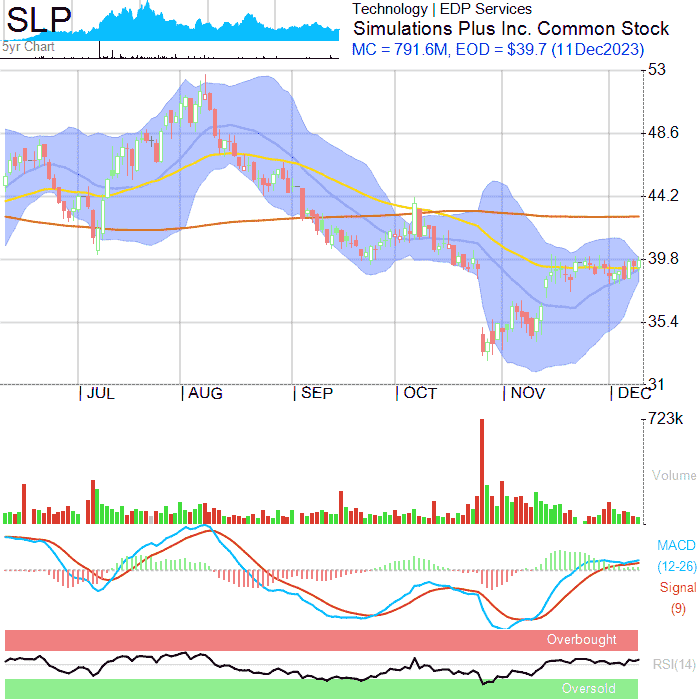 SLP
5yr Chart
Technology | EDP Services
Simulations Plus Inc. Common Stock
MC = 791.6M, EOD = $39.7 (11Dec2023)
53
48.6
44.2
39.8
35.4
31
JUL
AUG
SEP
OCT
NOV
DEC
723k
Volume
MACD
(12-26)
Signal
(9)
Overbought
RSI(14)
Oversold